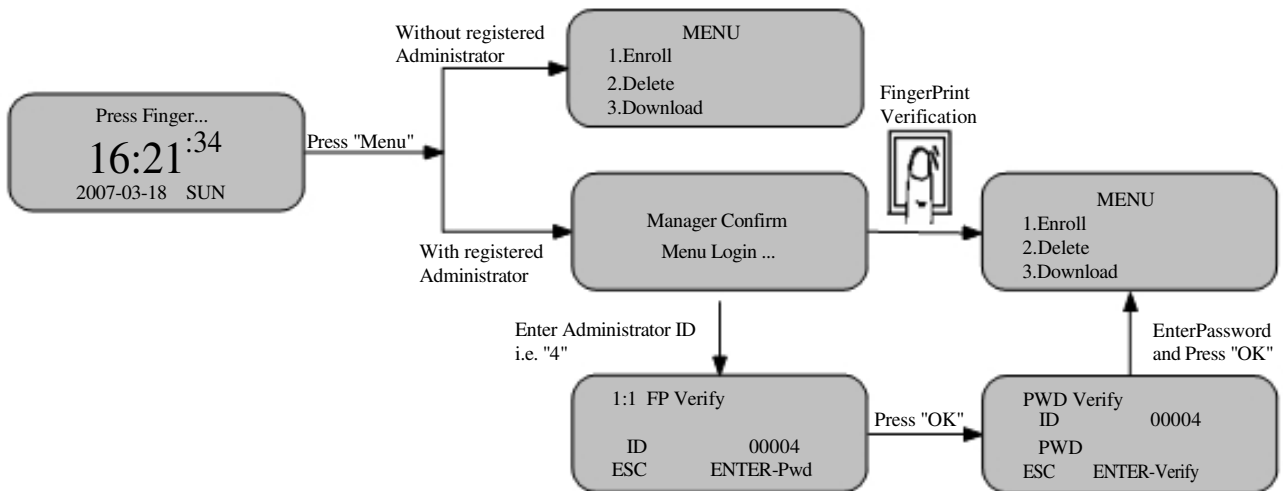 Without registered
Administrator
MENU
1.Enroll
2.Delete
3.Download
Press Finger...
16:21:34
2007-03-18 SUN
Press "Menu"
FingerPrint
Verification
With registered
Administrator
Manager Confirm
Menu Login ...
MENU
1.Enroll
2.Delete
3.Download
Enter Administrator ID
i.e. "4"
1:1 FP Verify
ID 00004
ESC ENTER-Pwd
Press "OK"
EnterPassword
and Press "OK"
PWD Verify
ID 00004
PWD
ESC ENTER-Verify